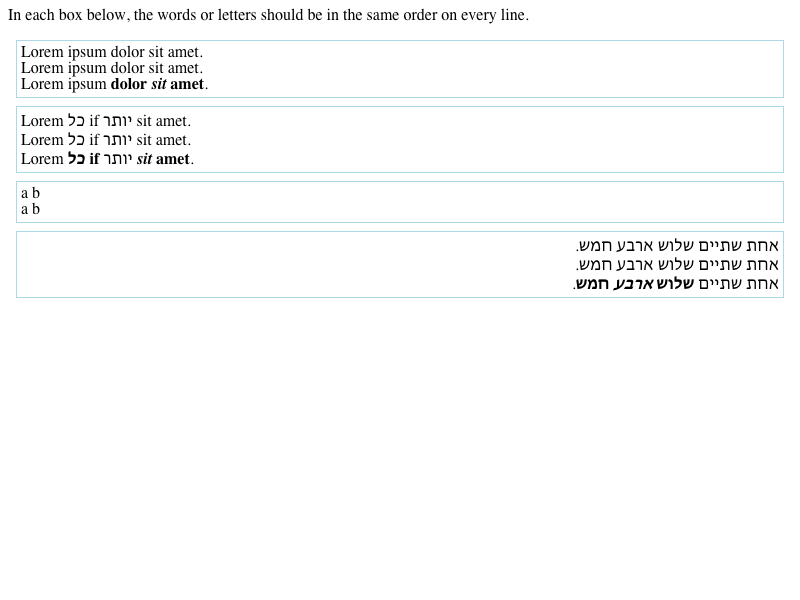 In each box below, the words or letters should be in the same order on every line.
Lorem ipsum dolor sit amet.
Lorem ipsum dolor sit amet.
Lorem ipsum dolor sit amet.
Lorem כל if יותר sit amet.
Lorem כל if יותר sit amet.
Lorem כל if יותר sit amet.
a b
a b
אחת שתיים שלוש ארבע חמש.
אחת שתיים שלוש ארבע חמש.
אחת שתיים שלוש ארבע חמש.